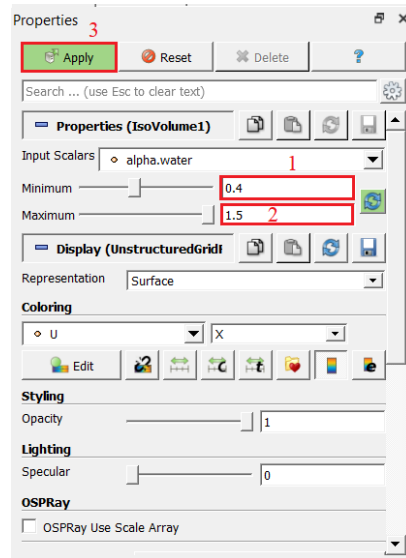 Properties
3
Apply Reset Delete ?
Search ... (use Esc to clear text)
Properties (IsoVolume1)
Input Scalars alpha.water 1
Minimum 0.4
Maximum 1.5 2
Display (UnstructuredGridI
Representation Surface
Coloring
U X
Edit
Styling
Opacity 1
Lighting
Specular 0
OSPRay
OSPRay Use Scale Array